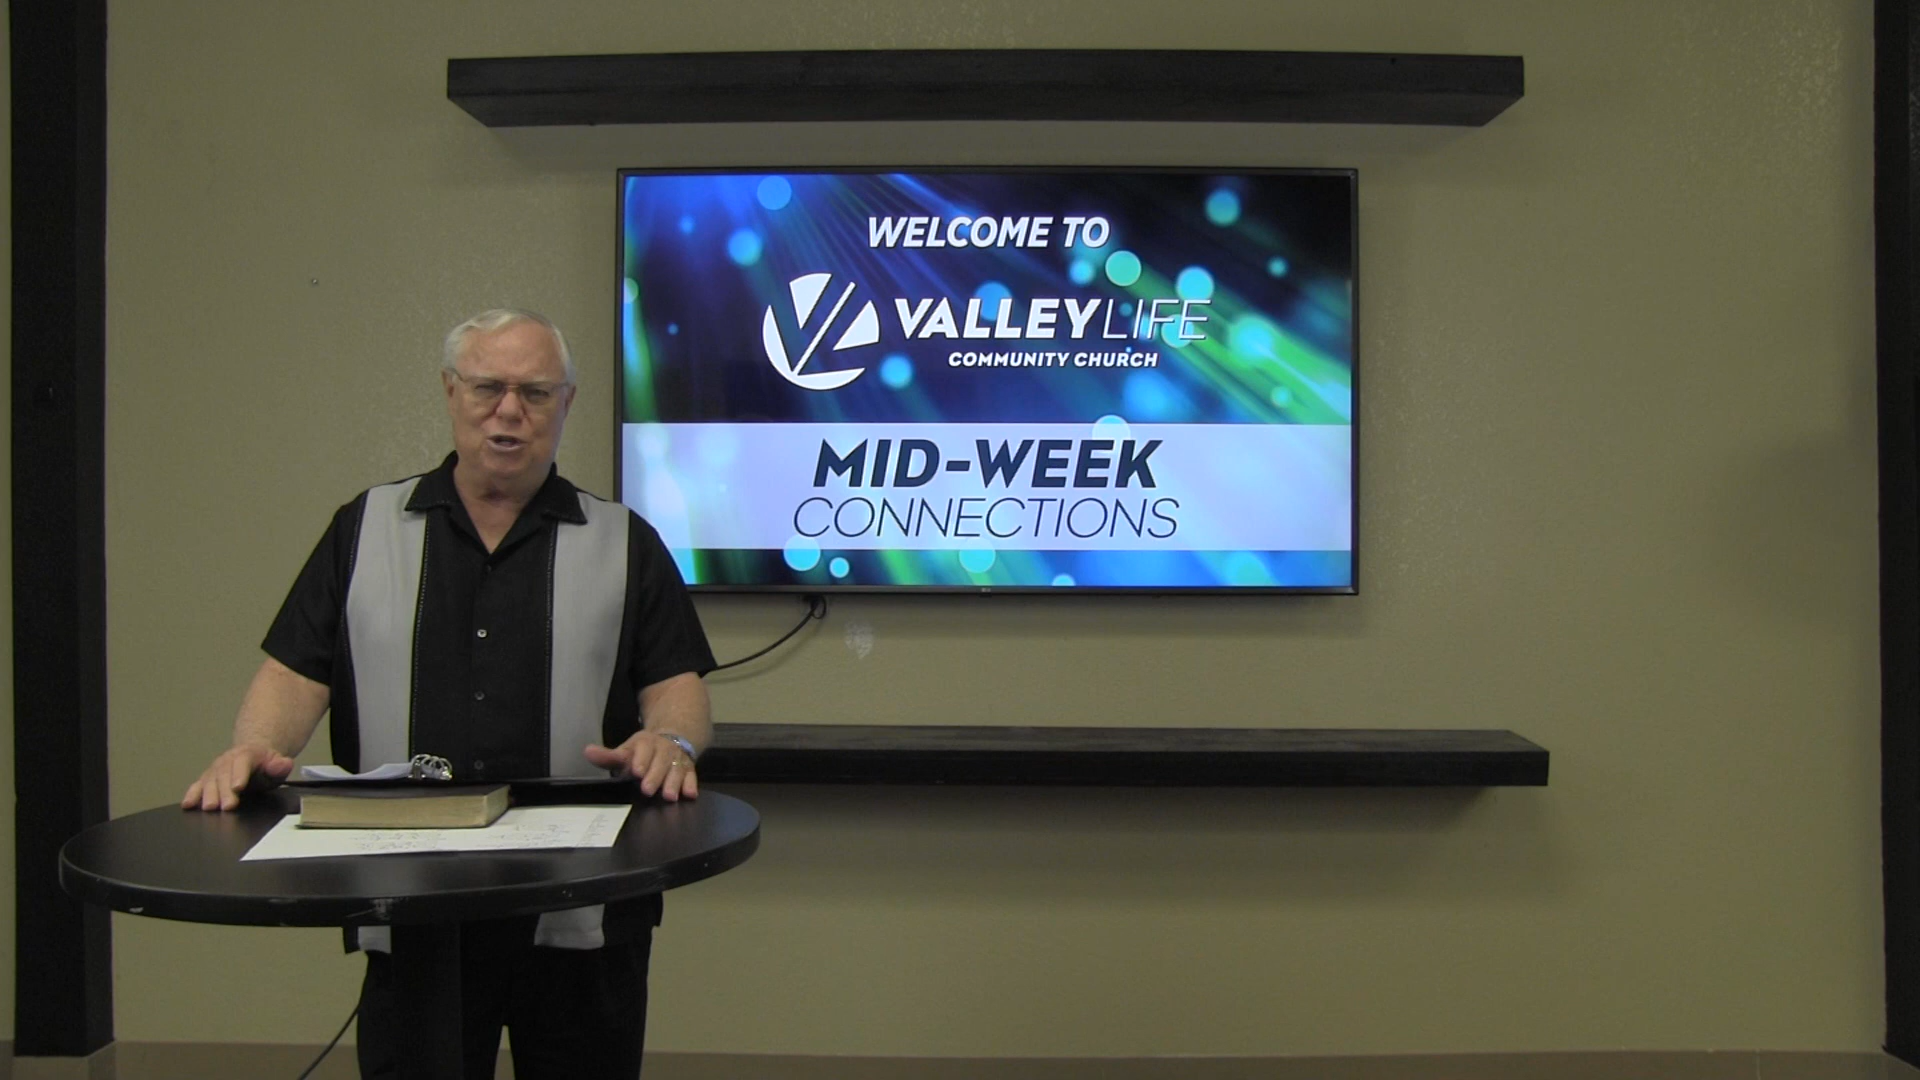 WELCOME TO
VALLEYLIFE
COMMUNITY CHURCH
MID-WEEK
CONNECTIONS